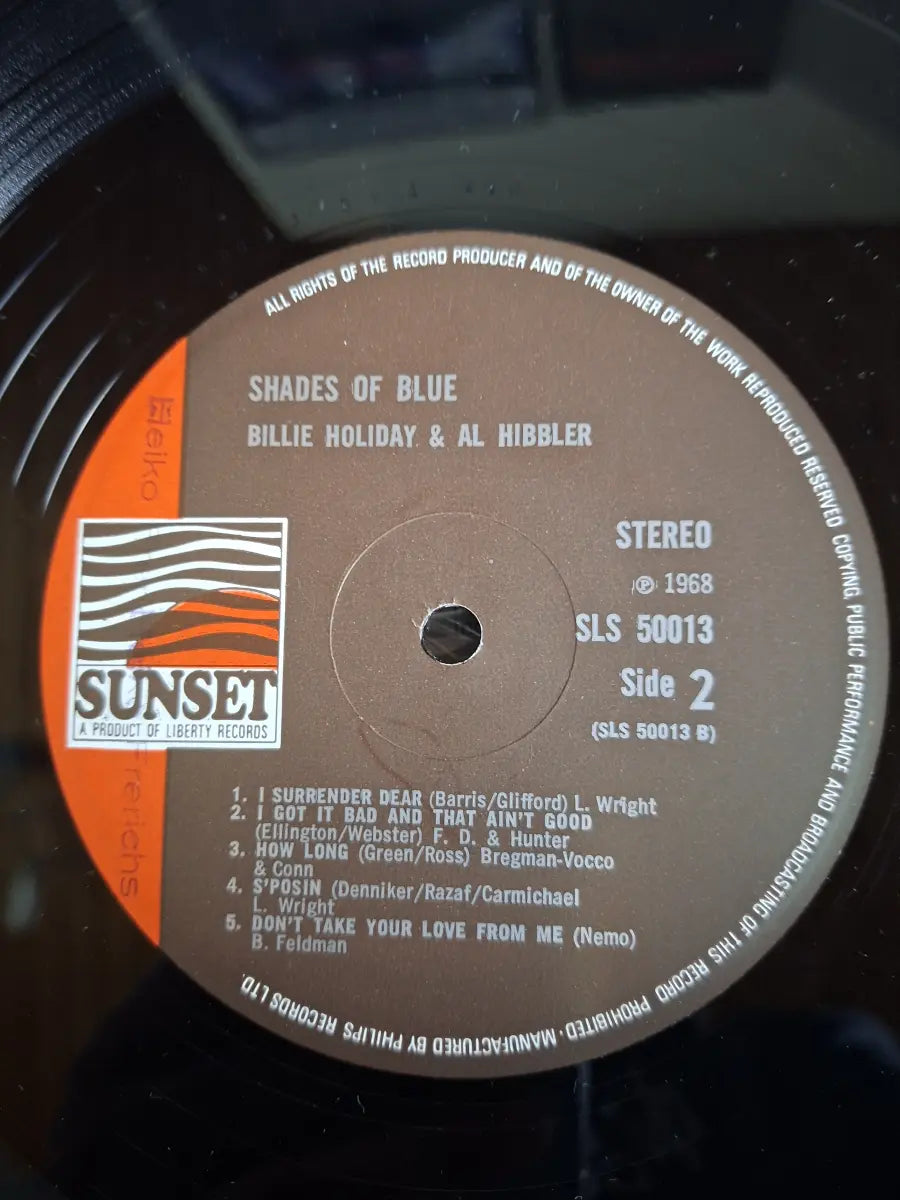 ALL RIGHTS OF THE RECORD PRODUCER AND OF THE OWNER OF THE WORK REPRODUCED RESERVED COPYING PUBLIC PERFORMANCE AND BROADCASTING OF THIS RECORD PROHIBITED · MANUFACTURED BY PHILIPS RECORDS LTD.
SHADES OF BLUE
BILLIE HOLIDAY & AL HIBBLER
Heiko
Frerichs
STEREO
℗ 1968
SLS 50013
Side 2
(SLS 50013 B)
SUNSET
A PRODUCT OF LIBERTY RECORDS
1. I SURRENDER DEAR (Barris/Glifford) L. Wright
2. I GOT IT BAD AND THAT AIN'T GOOD
(Ellington/Webster) F. D. & Hunter
3. HOW LONG (Green/Ross) Bregman-Vocco
& Conn
4. S'POSIN (Denniker/Razaf/Carmichael
L. Wright
5. DON'T TAKE YOUR LOVE FROM ME (Nemo)
B. Feldman